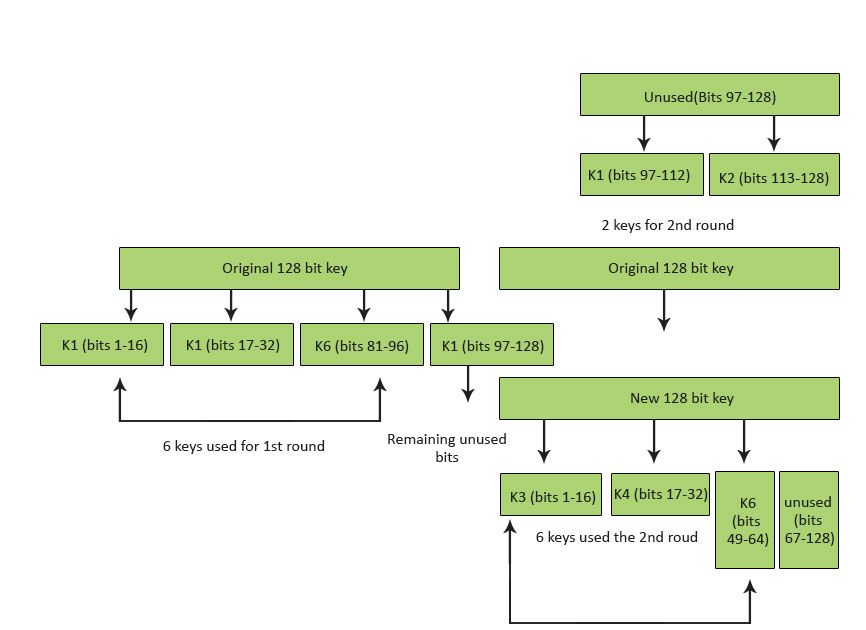 Unused(Bits 97-128)
K1 (bits 97-112)
K2 (bits 113-128)
2 keys for 2nd round
Original 128 bit key
Original 128 bit key
K1 (bits 1-16)
K1 (bits 17-32)
K6 (bits 81-96)
K1 (bits 97-128)
New 128 bit key
6 keys used for 1st round
Remaining unused
bits
K3 (bits 1-16)
K4 (bits 17-32)
K6
(bits
49-64)
unused
(bits
67-128)
6 keys used the 2nd roud